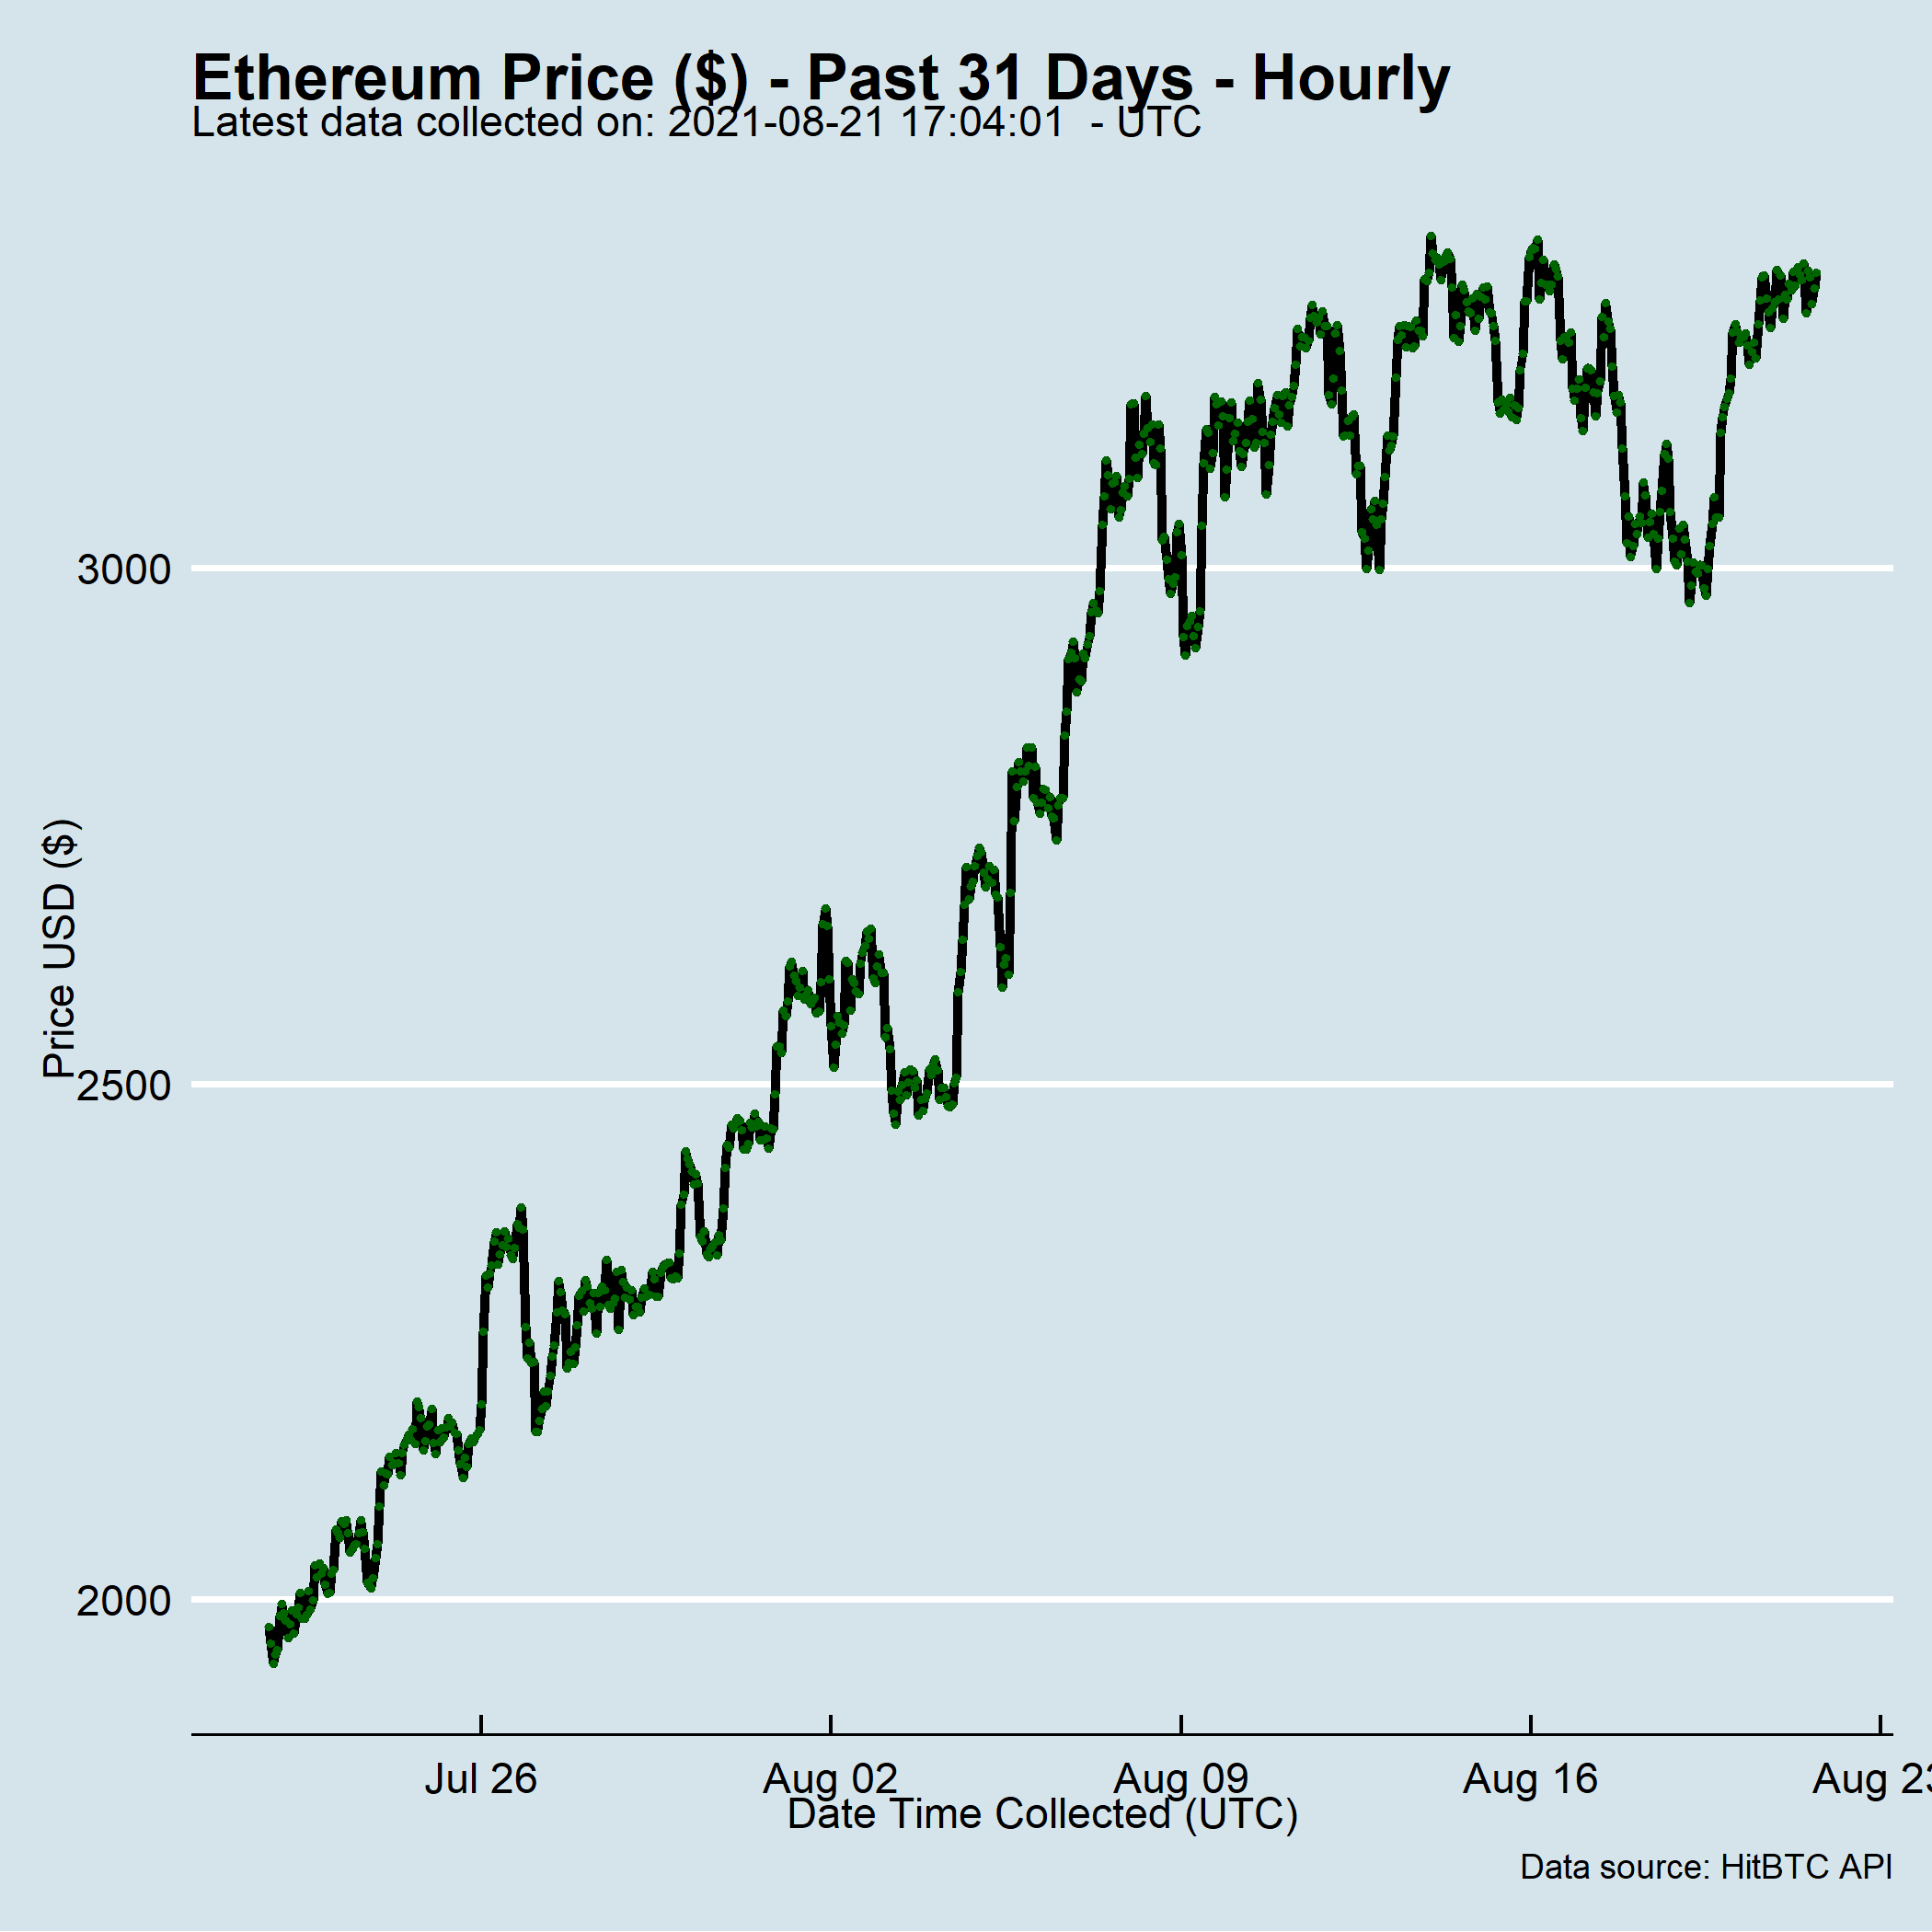 Ethereum Price ($) - Past 31 Days - Hourly
Latest data collected on: 2021-08-21 17:04:01  - UTC
Price USD ($)
3000
2500
2000
Jul 26
Aug 02
Aug 09
Aug 16
Aug 23
Date Time Collected (UTC)
Data source: HitBTC API